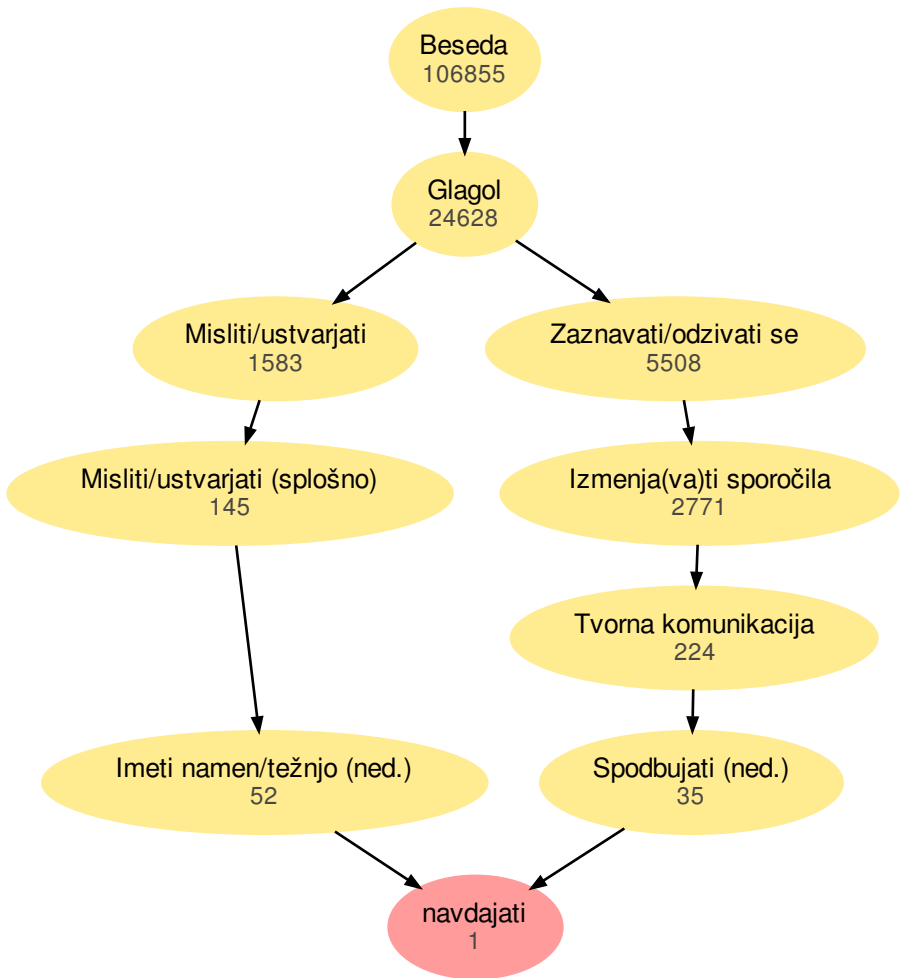 Beseda
106855
Glagol
24628
Misliti/ustvarjati
1583
Zaznavati/odzivati se
5508
Misliti/ustvarjati (splošno)
145
Izmenja(va)ti sporočila
2771
Tvorna komunikacija
224
Imeti namen/težnjo (ned.)
52
Spodbujati (ned.)
35
navdajati
1